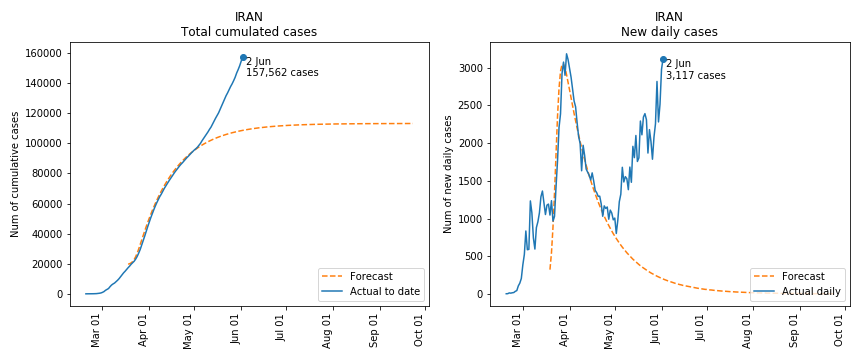 IRAN
Total cumulated cases
Num of cumulative cases
160000
140000
120000
100000
80000
60000
40000
20000
0
2 Jun
157,562 cases
Forecast
Actual to date
Mar 01
Apr 01
May 01
Jun 01
Jul 01
Aug 01
Sep 01
Oct 01
IRAN
New daily cases
Num of new daily cases
3000
2500
2000
1500
1000
500
0
2 Jun
3,117 cases
Forecast
Actual daily
Mar 01
Apr 01
May 01
Jun 01
Jul 01
Aug 01
Sep 01
Oct 01